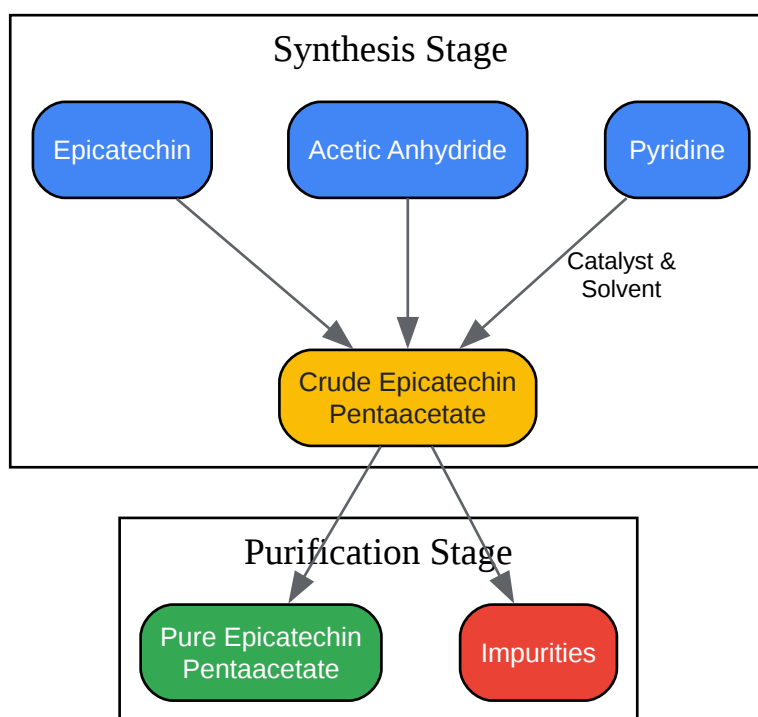 Synthesis Stage
Epicatechin
Acetic Anhydride
Pyridine
Catalyst &
Solvent
Crude Epicatechin
Pentaacetate
Purification Stage
Pure Epicatechin
Pentaacetate
Impurities